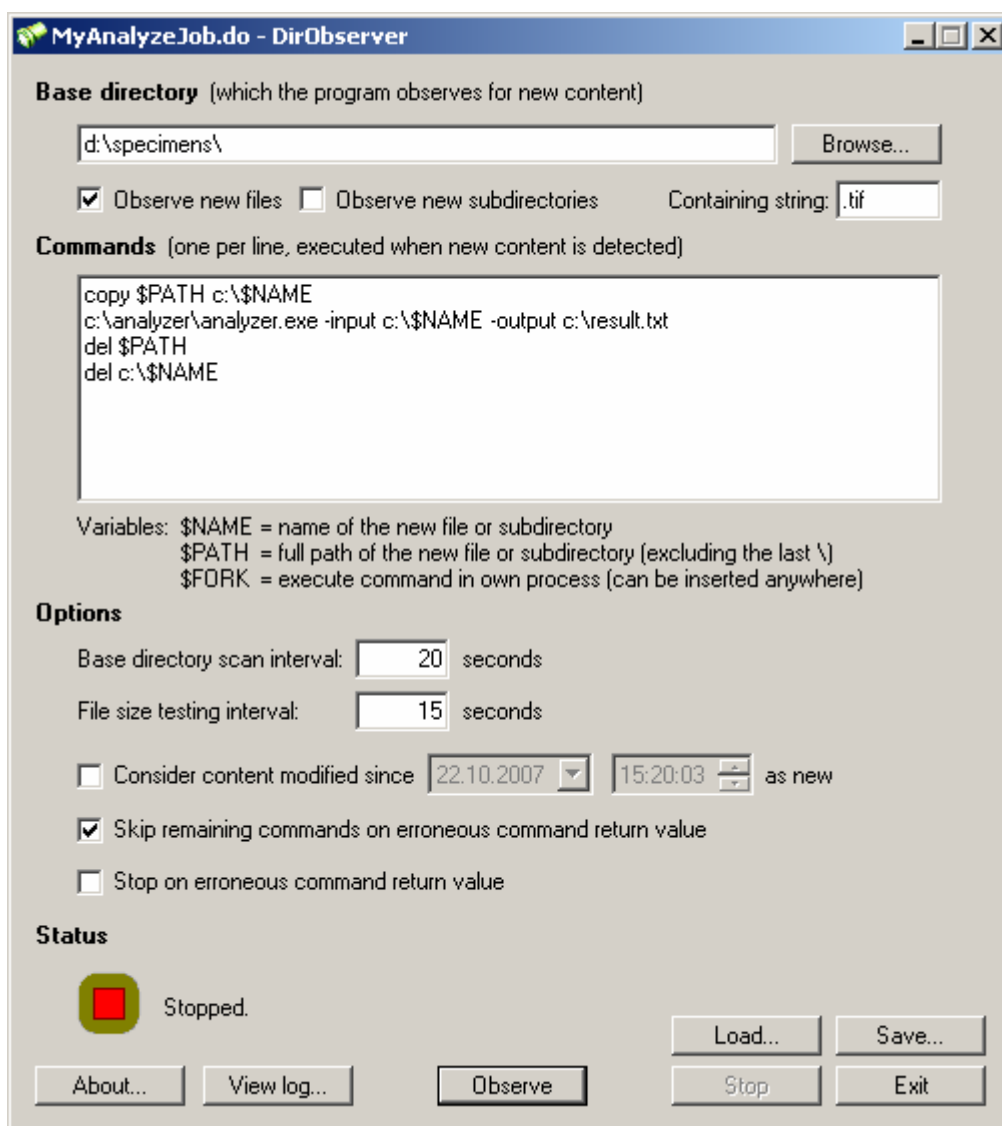 MyAnalyzeJob.do - DirObserver
Base directory (which the program observes for new content)
d:\specimens\ Browse...
Observe new files Observe new subdirectories Containing string: .tif
Commands (one per line, executed when new content is detected)
copy $PATH c:\$NAME
c:\analyzer\analyzer.exe -input c:\$NAME -output c:\result.txt
del $PATH
del c:\$NAME
Variables: $NAME = name of the new file or subdirectory
$PATH = full path of the new file or subdirectory (excluding the last \)
$FORK = execute command in own process (can be inserted anywhere)
Options
Base directory scan interval: 20 seconds
File size testing interval: 15 seconds
Consider content modified since 22.10.2007 15:20:03 as new
Skip remaining commands on erroneous command return value
Stop on erroneous command return value
Status
Stopped.
Load... Save...
About... View log... Observe Stop Exit